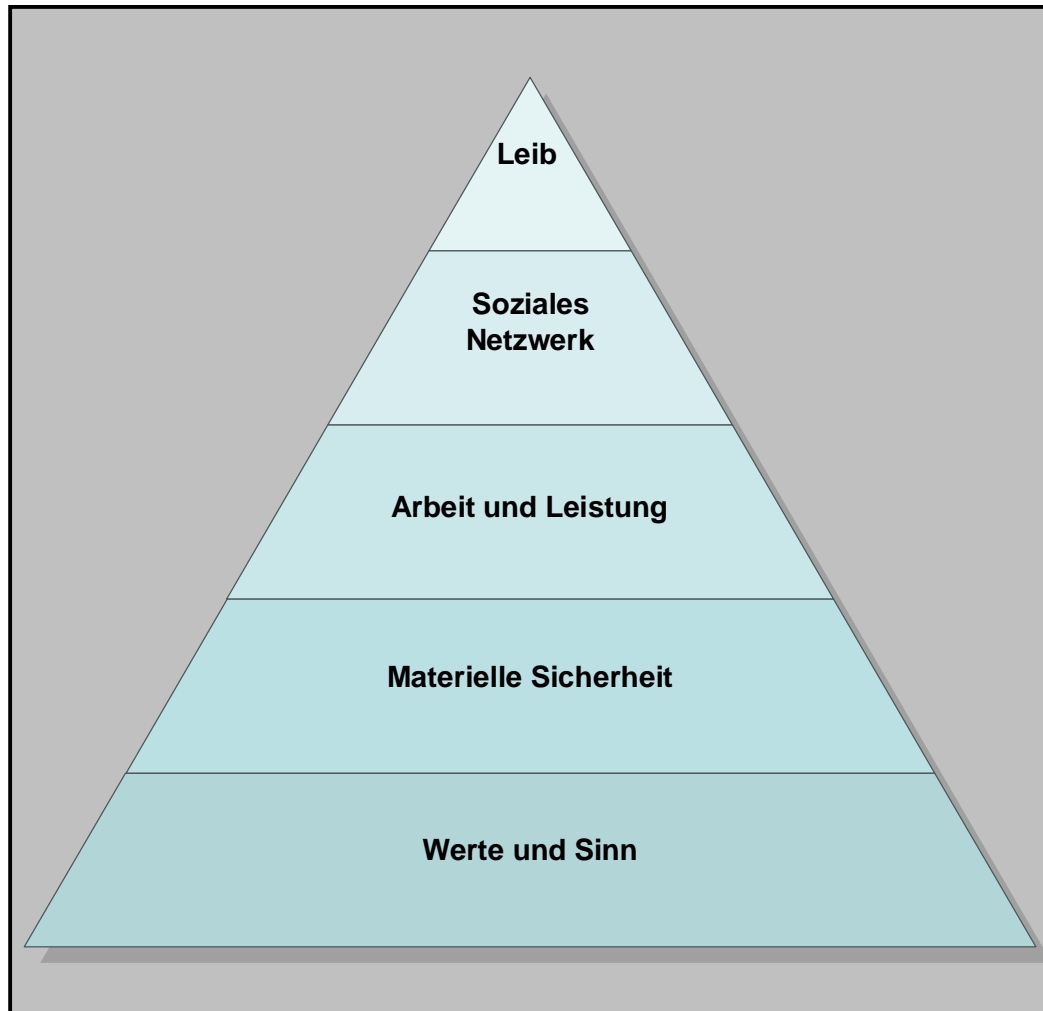 Leib
Soziales
Netzwerk
Arbeit und Leistung
Materielle Sicherheit
Werte und Sinn